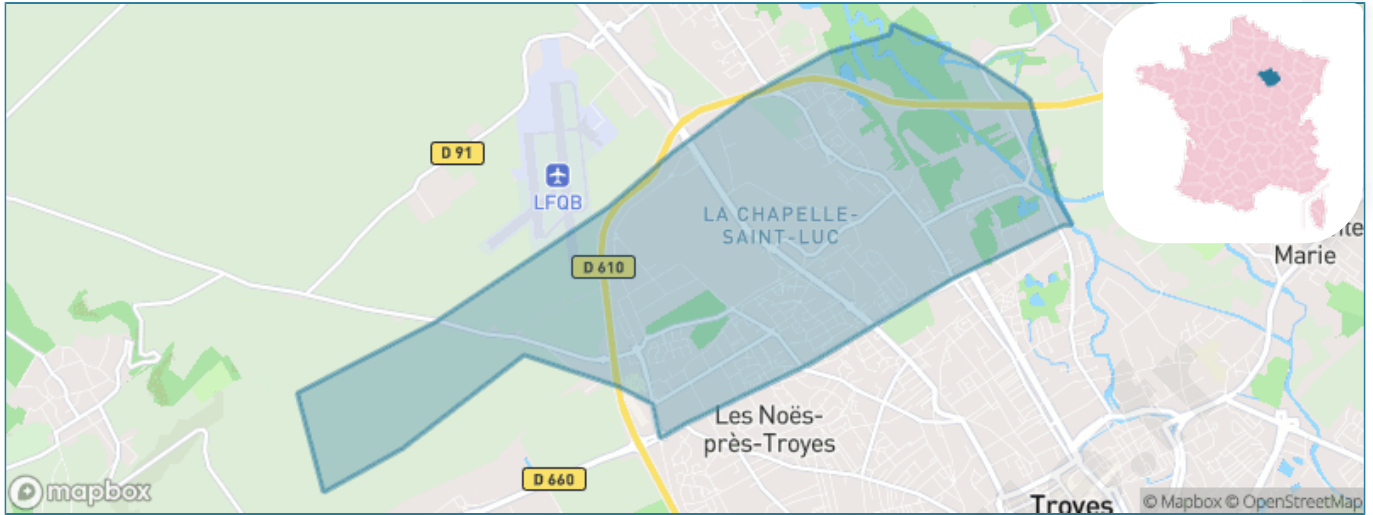 D 91
LFQB
LA CHAPELLE-
SAINT-LUC
D 610
Marie
Les Noës-
près-Troyes
D 660
Troyes
mapbox
© Mapbox © OpenStreetMap